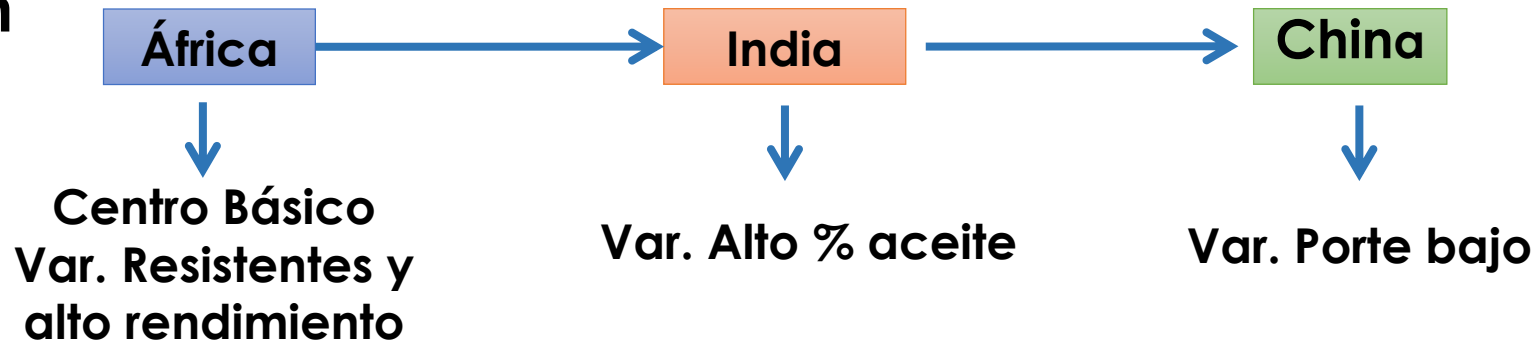 n
África
India
China
Centro Básico
Var. Resistentes y
alto rendimiento
Var. Alto % aceite
Var. Porte bajo